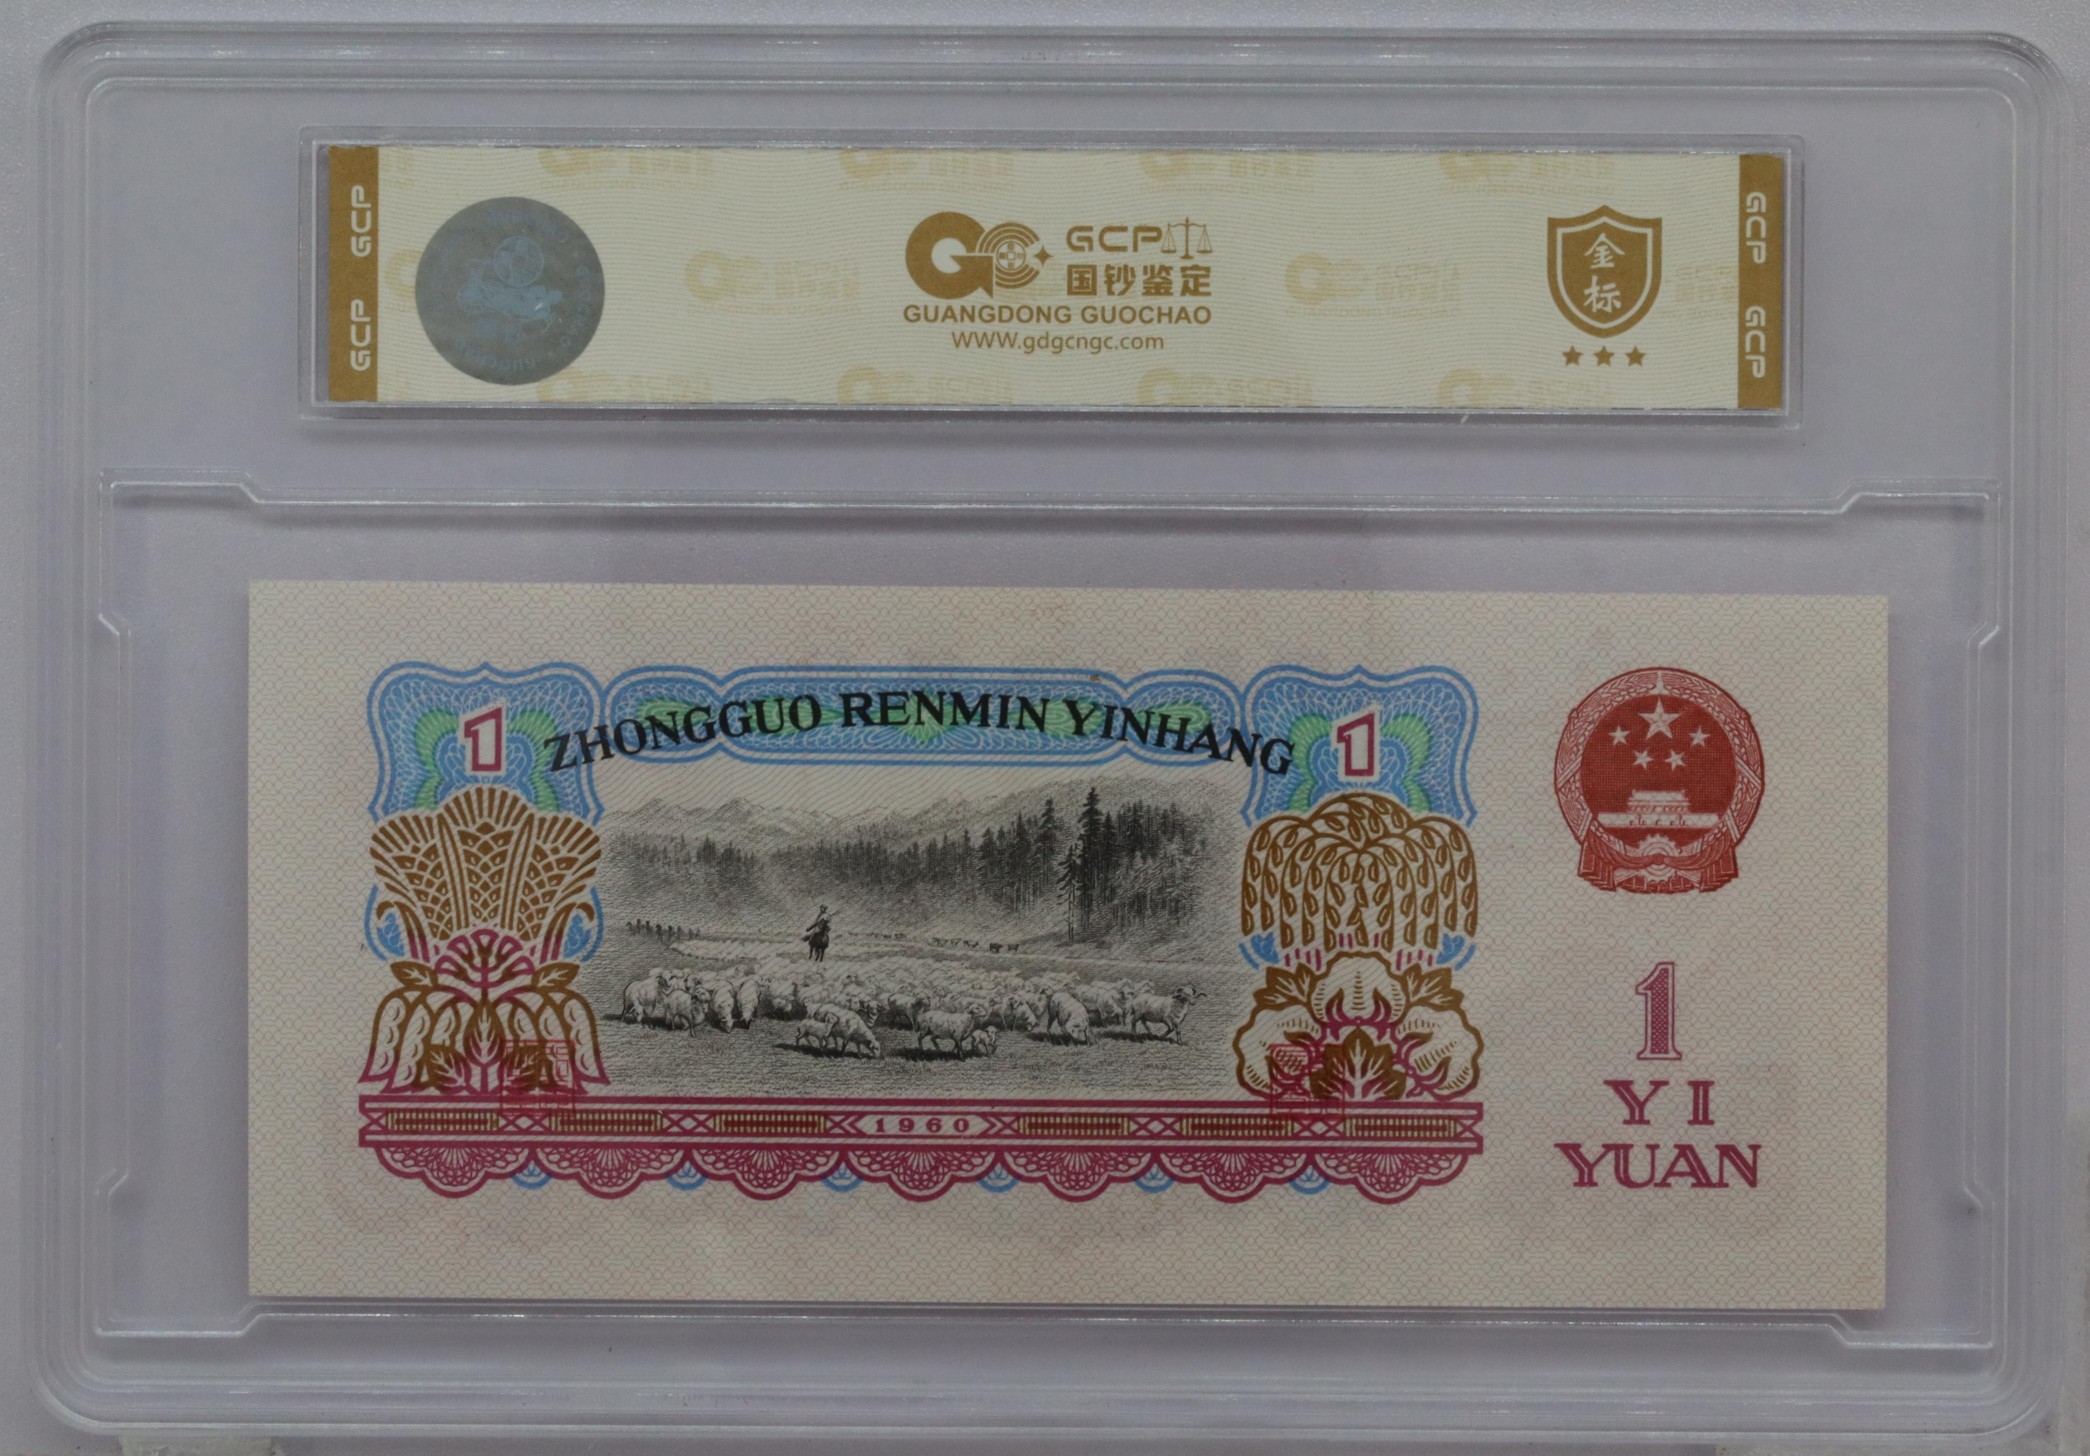 GCP
GCP
GCP
国钞鉴定
GUANGDONG GUOCHAO
WWW.gdgcngc.com
金
标
GCP
GCP
1
ZHONGGUO RENMIN YINHANG
1
1960
1
YI
YUAN